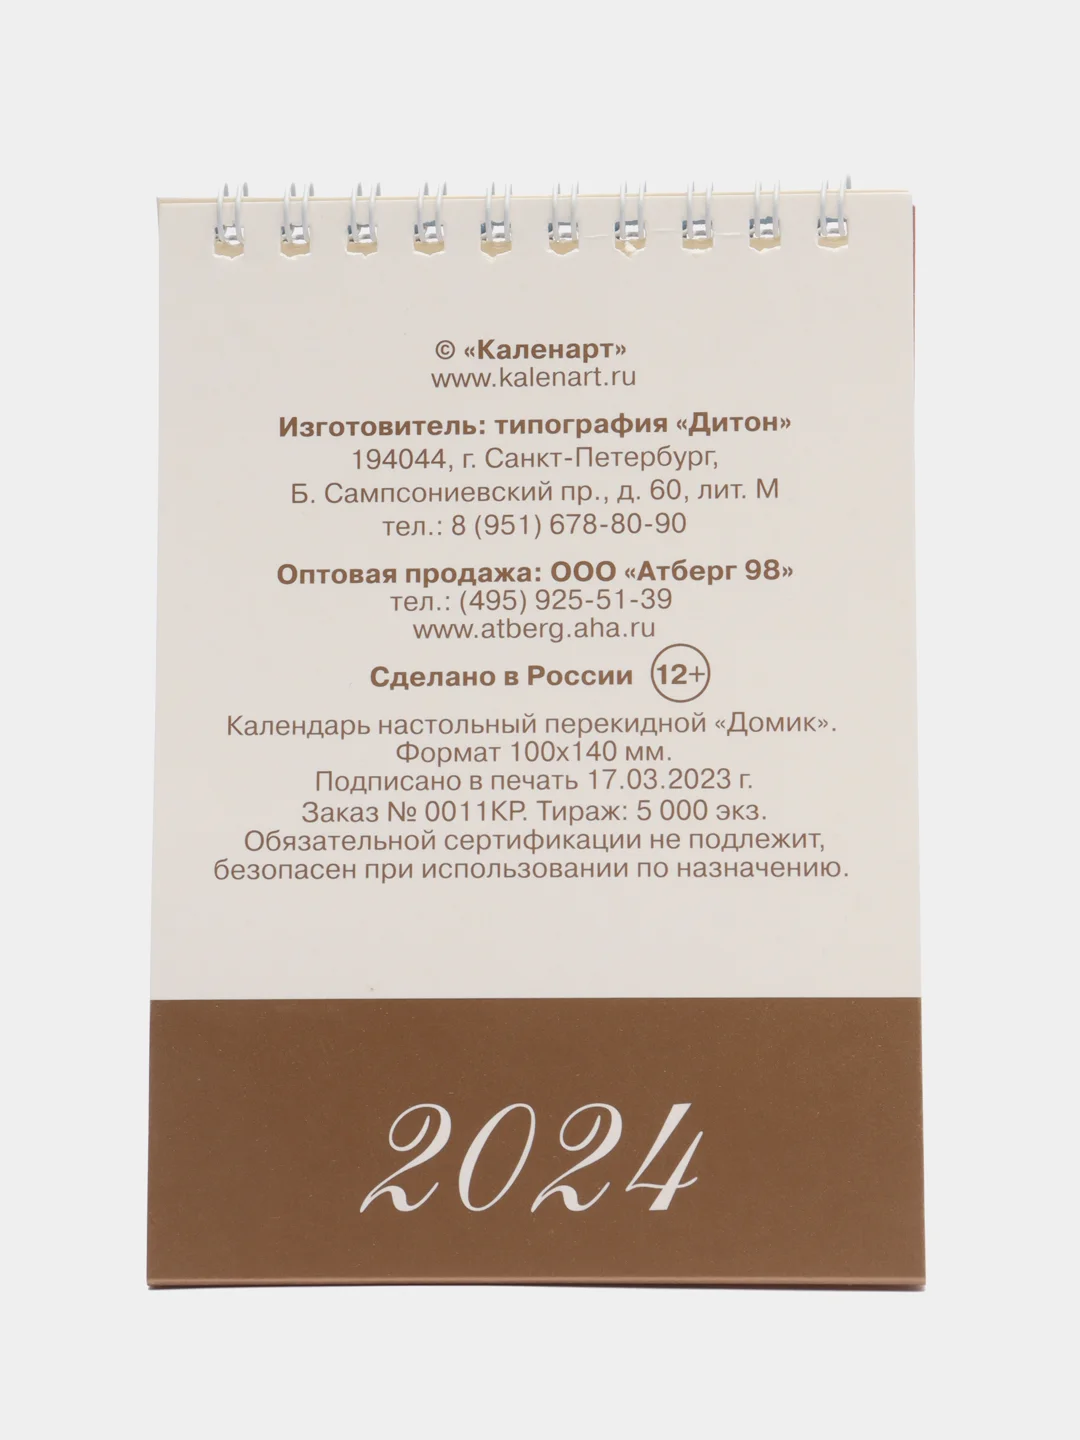 © «Каленарт»
www.kalenart.ru
Изготовитель: типография «Дитон»
194044, г. Санкт-Петербург,
Б. Сампсониевский пр., д. 60, лит. М
тел.: 8 (951) 678-80-90
Оптовая продажа: ООО «Атберг 98»
тел.: (495) 925-51-39
www.atberg.aha.ru
Сделано в России 12+
Календарь настольный перекидной «Домик».
Формат 100х140 мм.
Подписано в печать 17.03.2023 г.
Заказ № 0011КР. Тираж: 5 000 экз.
Обязательной сертификации не подлежит,
безопасен при использовании по назначению.
2024